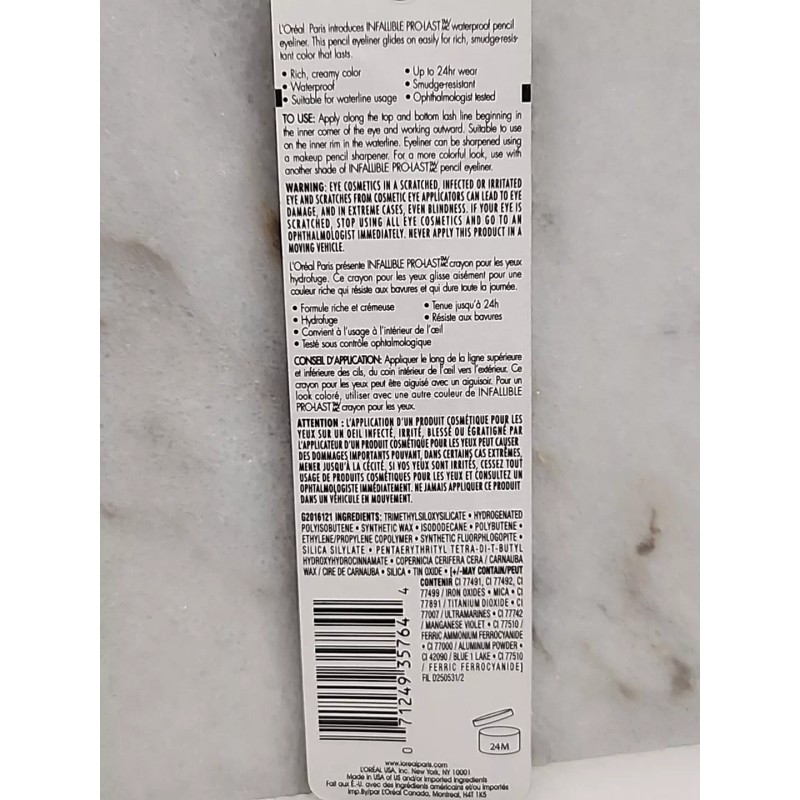 L'Oréal Paris introduces INFALLIBLE PRO-LAST waterproof pencil
eyeliner. This pencil eyeliner glides on easily for rich, smudge-resis-
tant color that lasts.
• Rich, creamy color • Up to 24hr wear
• Waterproof • Smudge-resistant
• Suitable for waterline usage • Ophthalmologist tested
TO USE: Apply along the top and bottom lash line beginning in
the inner corner of the eye and working outward. Suitable to use
on the inner rim in the waterline. Eyeliner can be sharpened using
a makeup pencil sharpener. For a more colorful look, use with
another shade of INFALLIBLE PRO-LAST pencil eyeliner.
WARNING: EYE COSMETICS IN A SCRATCHED, INFECTED OR IRRITATED
EYE AND SCRATCHES FROM COSMETIC EYE APPLICATORS CAN LEAD TO EYE
DAMAGE, AND IN EXTREME CASES, EVEN BLINDNESS. IF YOUR EYE IS
SCRATCHED, STOP USING ALL EYE COSMETICS AND GO TO AN
OPHTHALMOLOGIST IMMEDIATELY. NEVER APPLY THIS PRODUCT IN A
MOVING VEHICLE.
L'Oréal Paris présente INFALLIBLE PRO-LAST crayon pour les yeux
hydrofuge. Ce crayon pour les yeux glisse aisément pour une
couleur riche qui résiste aux bavures et qui dure toute la journée.
• Formule riche et crémeuse • Tenue jusqu'à 24h
• Hydrofuge • Résiste aux bavures
• Convient à l'usage à l'intérieur de l'œil
• Testé sous contrôle ophtalmologique
CONSEIL D'APPLICATION: Appliquer le long de la ligne supérieure
et inférieure des cils, du coin intérieur de l'œil vers l'extérieur. Ce
crayon pour les yeux peut être aiguisé avec un aiguisoir. Pour un
look coloré, utiliser avec une autre couleur de INFALLIBLE
PRO-LAST crayon pour les yeux.
ATTENTION : L'APPLICATION D'UN PRODUIT COSMÉTIQUE POUR LES
YEUX SUR UN OEIL INFECTÉ, IRRITÉ, BLESSÉ OU ÉGRATIGNÉ PAR
L'APPLICATEUR D'UN PRODUIT COSMÉTIQUE POUR LES YEUX PEUT CAUSER
DES DOMMAGES IMPORTANTS POUVANT, DANS CERTAINS CAS EXTRÊMES,
MENER JUSQU'À LA CÉCITÉ. SI VOS YEUX SONT IRRITÉS, CESSEZ TOUT
USAGE DE PRODUITS COSMÉTIQUES POUR LES YEUX ET CONSULTEZ UN
OPHTALMOLOGISTE IMMÉDIATEMENT. NE JAMAIS APPLIQUER CE PRODUIT
DANS UN VÉHICULE EN MOUVEMENT.
G2016121 INGREDIENTS: TRIMETHYLSILOXYSILICATE • HYDROGENATED
POLYISOBUTENE • SYNTHETIC WAX • ISODODECANE • POLYBUTENE •
ETHYLENE/PROPYLENE COPOLYMER • SYNTHETIC FLUORPHLOGOPITE •
SILICA SILYLATE • PENTAERYTHRITYL TETRA-DI-T-BUTYL
HYDROXYHYDROCINNAMATE • COPERNICIA CERIFERA CERA / CARNAUBA
WAX / CIRE DE CARNAUBA • SILICA • TIN OXIDE • [+/-MAY CONTAIN/PEUT
CONTENIR CI 77491, CI 77492, CI
77499 / IRON OXIDES • MICA • CI
77891 / TITANIUM DIOXIDE • CI
77007 / ULTRAMARINES • CI 77742
/ MANGANESE VIOLET • CI 77510 /
FERRIC AMMONIUM FERROCYANIDE
• CI 77000 / ALUMINUM POWDER •
CI 42090 / BLUE 1 LAKE • CI 77510
/ FERRIC FERROCYANIDE]
FIL D250531/2
0 71249 35764 4
24M
www.lorealparis.com
L'ORÉAL USA, Inc. New York, NY 10001
Made in USA of US and/or imported ingredients
Fait aux É.-U. avec des ingrédients américains et/ou importés
Imp.By/par L'Oréal Canada, Montreal, H4T 1K5